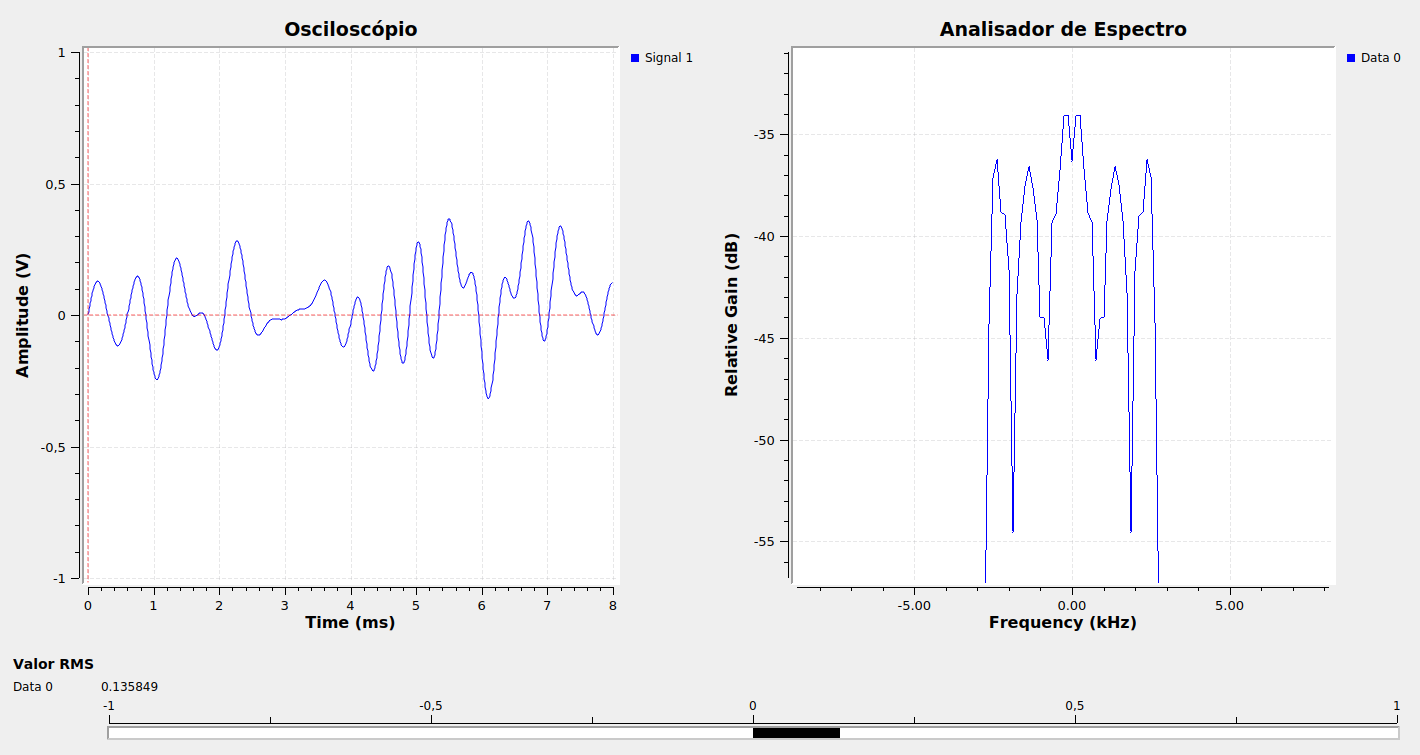 Osciloscópio
Signal 1
1
0,5
0
-0,5
-1
Amplitude (V)
0 1 2 3 4 5 6 7 8
Time (ms)
Analisador de Espectro
Data 0
-35
-40
-45
-50
-55
Relative Gain (dB)
-5.00 0.00 5.00
Frequency (kHz)
Valor RMS
Data 0 0.135849
-1 -0,5 0 0,5 1